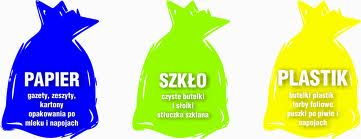 PAPIER
gazety, zeszyty,
kartony
opakowania po
mleku i napojach
SZKŁO
czyste butelki
i słoiki
stłuczka szklana
PLASTIK
butelki plastik
torby foliowe
puszki po piwie i
napojach